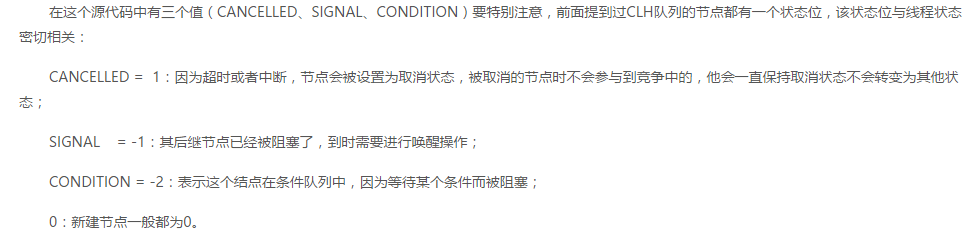 在这个源代码中有三个值（CANCELLED、SIGNAL、CONDITION）要特别注意，前面提到过CLH队列的节点都有一个状态位，该状态位与线程状态
密切相关：
CANCELLED = 1：因为超时或者中断，节点会被设置为取消状态，被取消的节点时不会参与到竞争中的，他会一直保持取消状态不会转变为其他状
态；
SIGNAL = -1：其后继节点已经被阻塞了，到时需要进行唤醒操作；
CONDITION = -2：表示这个结点在条件队列中，因为等待某个条件而被阻塞；
0：新建节点一般都为0。